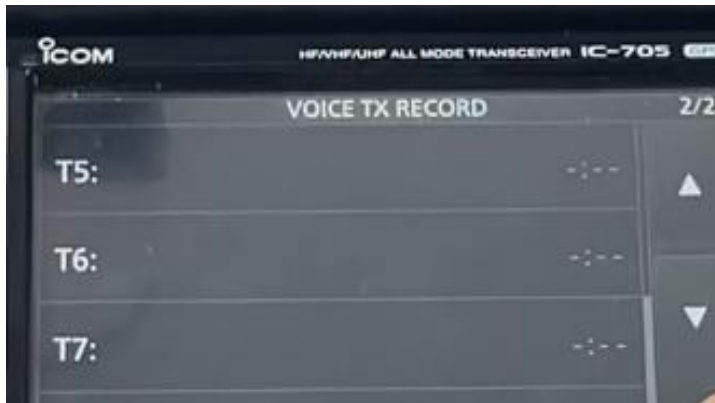 ICOM
HF/VHF/UHF ALL MODE TRANSCEIVER IC-705
VOICE TX RECORD 2/2
T5: -:--
T6: -:--
T7: -:--